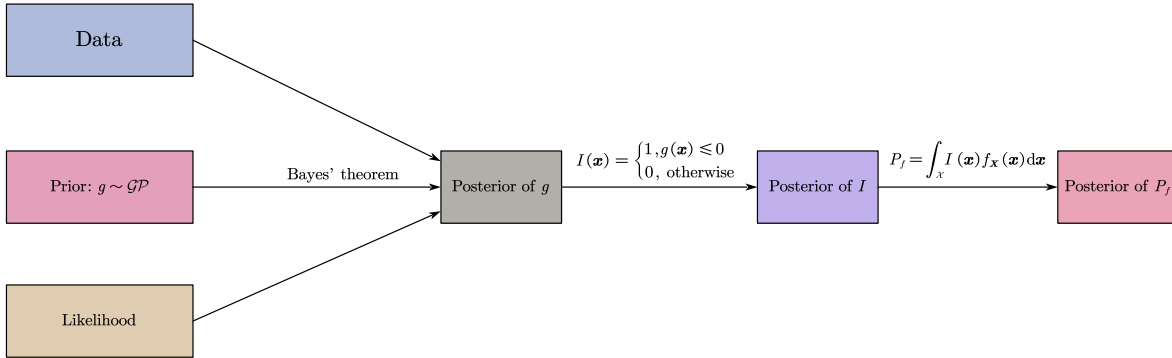 Data
Prior: g ∼ 𝒢𝒫
Likelihood
Bayes' theorem
Posterior of g
I(𝒙) = {1, g(𝒙) ⩽ 0
0, otherwise
Posterior of I
P_f = ∫_𝒳 I (𝒙) f_𝑿 (𝒙) d𝒙
Posterior of P_f